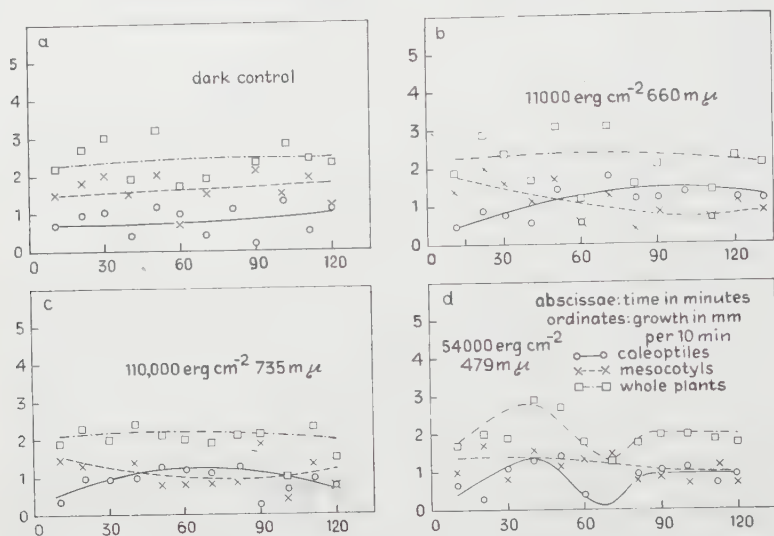 a
dark control
5
4
3
2
1
0
0 30 60 90 120
b
11000 erg cm⁻² 660 mμ
5
4
3
2
1
0
0 30 60 90 120
c
110,000 erg cm⁻² 735 mμ
5
4
3
2
1
0
0 30 60 90 120
d
abscissae: time in minutes
ordinates: growth in mm
per 10 min
54000 erg cm⁻²
479 mμ
coleoptiles
mesocotyls
whole plants
5
4
3
2
1
0
0 30 60 90 120